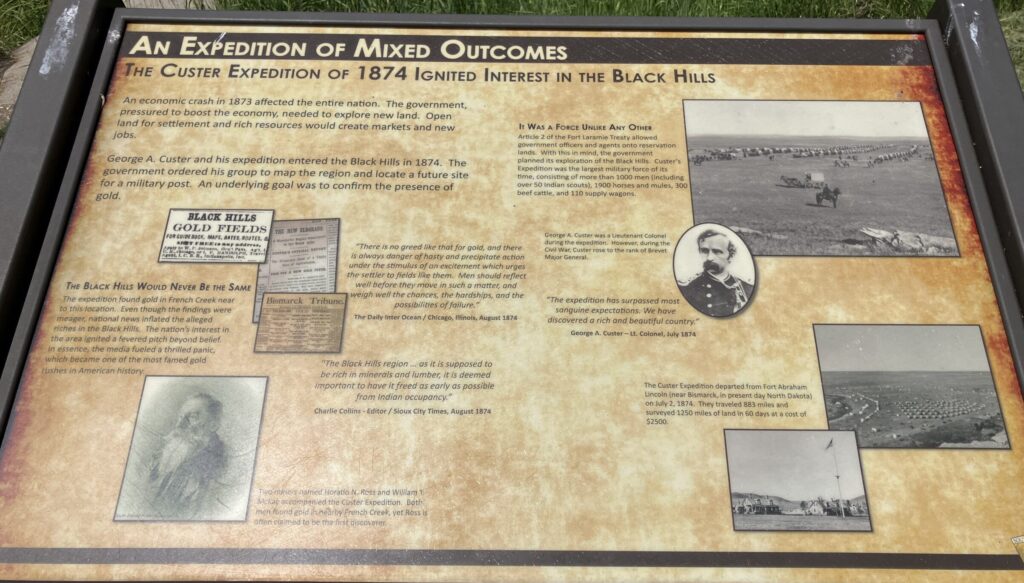 AN EXPEDITION OF MIXED OUTCOMES
THE CUSTER EXPEDITION OF 1874 IGNITED INTEREST IN THE BLACK HILLS
An economic crash in 1873 affected the entire nation. The government,
pressured to boost the economy, needed to explore new land. Open
land for settlement and rich resources would create markets and new
jobs.
George A. Custer and his expedition entered the Black Hills in 1874. The
government ordered his group to map the region and locate a future site
for a military post. An underlying goal was to confirm the presence of
gold.
BLACK HILLS
GOLD FIELDS
FOR GUIDE BOOK, MAPS, RATES, ROUTES, &
SENT FREE to any address,
THE NEW ELDORADO
Bismarck Tribune.
THE BLACK HILLS WOULD NEVER BE THE SAME
The expedition found gold in French Creek near
to this location. Even though the findings were
meager, national news inflated the alleged
riches in the Black Hills. The nation's interest in
the area ignited a fevered pitch beyond belief.
In essence, the media fueled a thrilled panic,
which became one of the most famed gold
rushes in American history.
Two miners named Horatio N. Ross and William T.
McKay accompanied the Custer Expedition. Both
men found gold in nearby French Creek, yet Ross is
often claimed to be the first discoverer.
"There is no greed like that for gold, and there
is always danger of hasty and precipitate action
under the stimulus of an excitement which urges
the settler to fields like them. Men should reflect
well before they move in such a matter, and
weigh well the chances, the hardships, and the
possibilities of failure."
The Daily Inter Ocean / Chicago, Illinois, August 1874
"The Black Hills region ... as it is supposed to
be rich in minerals and lumber, it is deemed
important to have it freed as early as possible
from Indian occupancy."
Charlie Collins - Editor / Sioux City Times, August 1874
IT WAS A FORCE UNLIKE ANY OTHER
Article 2 of the Fort Laramie Treaty allowed
government officers and agents onto reservation
lands. With this in mind, the government
planned its exploration of the Black Hills. Custer's
Expedition was the largest military force of its
time, consisting of more than 1000 men (including
over 50 Indian scouts), 1900 horses and mules, 300
beef cattle, and 110 supply wagons.
George A. Custer was a Lieutenant Colonel
during the expedition. However, during the
Civil War, Custer rose to the rank of Brevet
Major General.
"The expedition has surpassed most
sanguine expectations. We have
discovered a rich and beautiful country."
George A. Custer – Lt. Colonel, July 1874
The Custer Expedition departed from Fort Abraham
Lincoln (near Bismarck, in present day North Dakota)
on July 2, 1874. They traveled 883 miles and
surveyed 1250 miles of land in 60 days at a cost of
$2500.